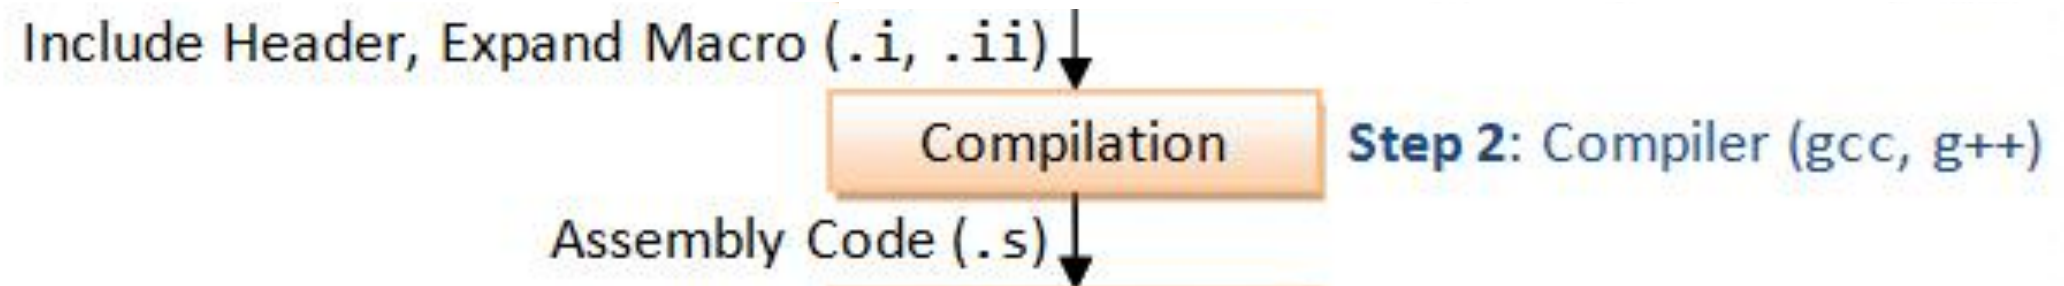 Include Header, Expand Macro (.i, .ii)
Compilation
Step 2: Compiler (gcc, g++)
Assembly Code (.s)